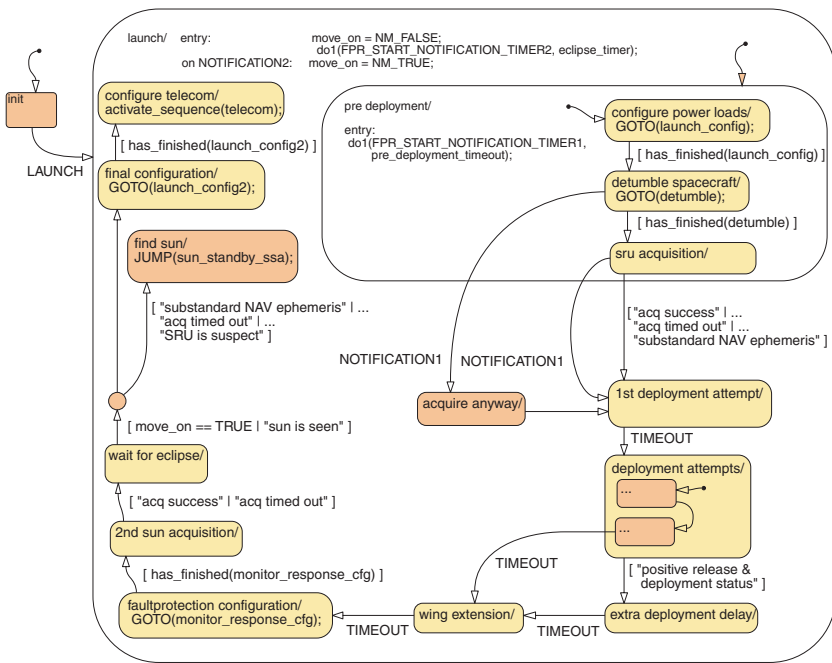 launch/ entry: move_on = NM_FALSE;
do1(FPR_START_NOTIFICATION_TIMER2, eclipse_timer);
on NOTIFICATION2: move_on = NM_TRUE;
init
LAUNCH
configure telecom/
activate_sequence(telecom);
[ has_finished(launch_config2) ]
final configuration/
GOTO(launch_config2);
find sun/
JUMP(sun_standby_ssa);
[ "substandard NAV ephemeris" | ...
"acq timed out" | ...
"SRU is suspect" ]
[ move_on == TRUE | "sun is seen" ]
wait for eclipse/
[ "acq success" | "acq timed out" ]
2nd sun acquisition/
[ has_finished(monitor_response_cfg) ]
faultprotection configuration/
GOTO(monitor_response_cfg);
pre deployment/
entry:
do1(FPR_START_NOTIFICATION_TIMER1,
pre_deployment_timeout);
configure power loads/
GOTO(launch_config);
[ has_finished(launch_config) ]
detumble spacecraft/
GOTO(detumble);
[ has_finished(detumble) ]
sru acquisition/
[ "acq success" | ...
"acq timed out" | ...
"substandard NAV ephemeris" ]
NOTIFICATION1
NOTIFICATION1
acquire anyway/
1st deployment attempt/
TIMEOUT
deployment attempts/
...
...
TIMEOUT
[ "positive release &
deployment status" ]
extra deployment delay/
TIMEOUT
wing extension/
TIMEOUT